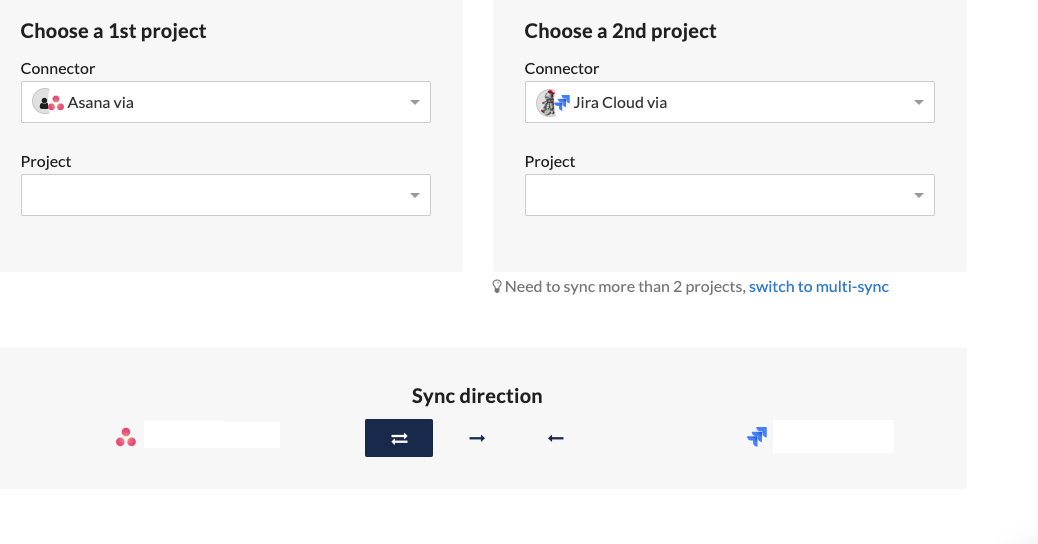 Choose a 1st project
Connector
Asana via
Project
Choose a 2nd project
Connector
Jira Cloud via
Project
Need to sync more than 2 projects, switch to multi-sync
Sync direction